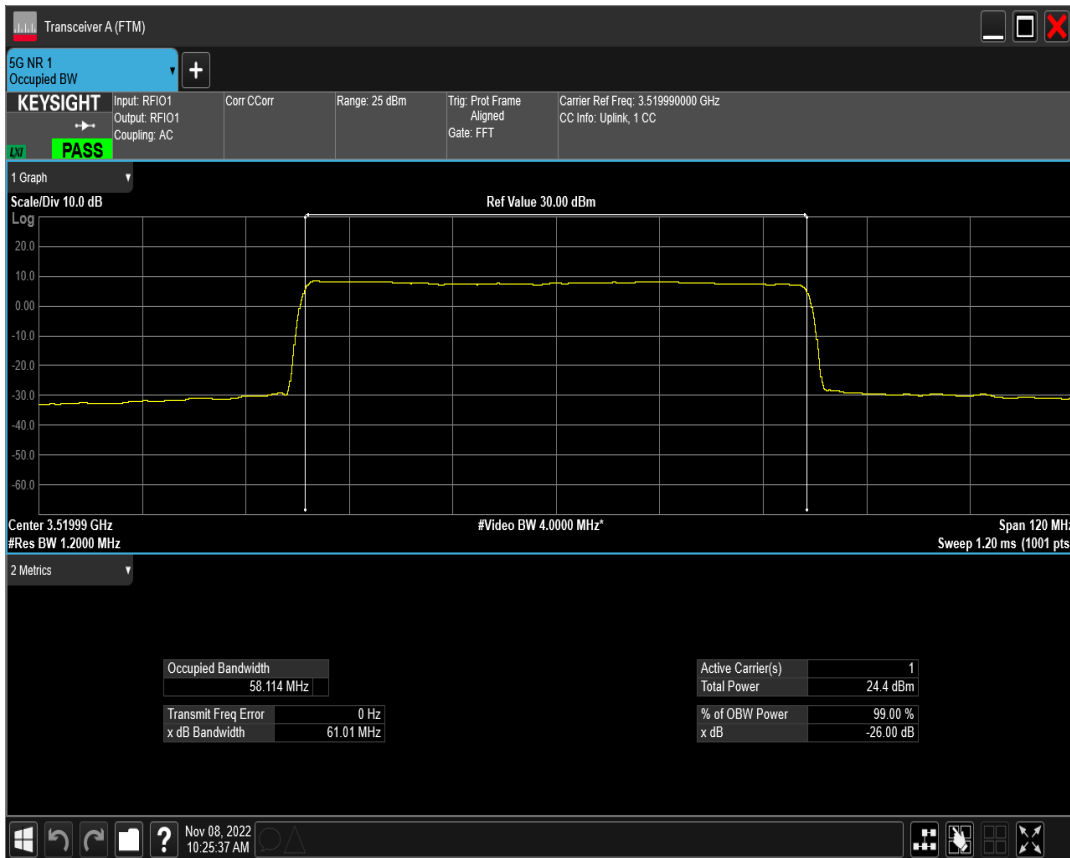 Transceiver A (FTM)
5G NR 1
Occupied BW
+
KEYSIGHT
LXI
PASS
Input: RFIO1
Output: RFIO1
Coupling: AC
Corr CCorr
Range: 25 dBm
Trig: Prot Frame
Aligned
Gate: FFT
Carrier Ref Freq: 3.519990000 GHz
CC Info: Uplink, 1 CC
1 Graph
Scale/Div 10.0 dB
Ref Value 30.00 dBm
Log
20.0
10.0
0.00
-10.0
-20.0
-30.0
-40.0
-50.0
-60.0
Center 3.51999 GHz
#Video BW 4.0000 MHz*
Span 120 MHz
#Res BW 1.2000 MHz
Sweep 1.20 ms (1001 pts
2 Metrics
Occupied Bandwidth
58.114 MHz
Transmit Freq Error 0 Hz
x dB Bandwidth 61.01 MHz
Active Carrier(s) 1
Total Power 24.4 dBm
% of OBW Power 99.00 %
x dB -26.00 dB
?
Nov 08, 2022
10:25:37 AM